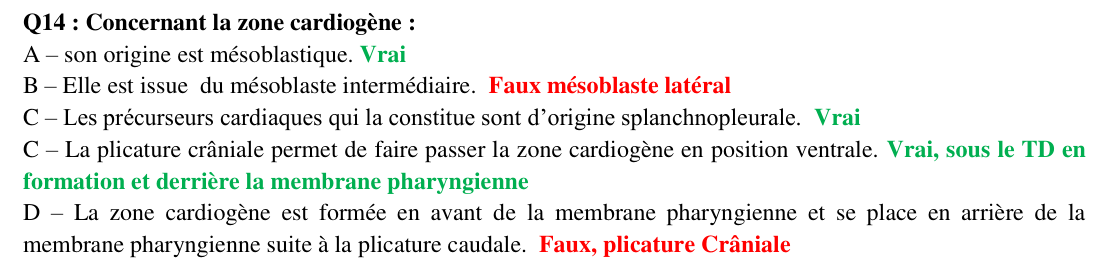 Q14 : Concernant la zone cardiogène :
A – son origine est mésoblastique. Vrai
B – Elle est issue  du mésoblaste intermédiaire.  Faux mésoblaste latéral
C – Les précurseurs cardiaques qui la constitue sont d’origine splanchnopleurale.  Vrai
C – La plicature crâniale permet de faire passer la zone cardiogène en position ventrale. Vrai, sous le TD en
formation et derrière la membrane pharyngienne
D – La zone cardiogène est formée en avant de la membrane pharyngienne et se place en arrière de la
membrane pharyngienne suite à la plicature caudale.  Faux, plicature Crâniale